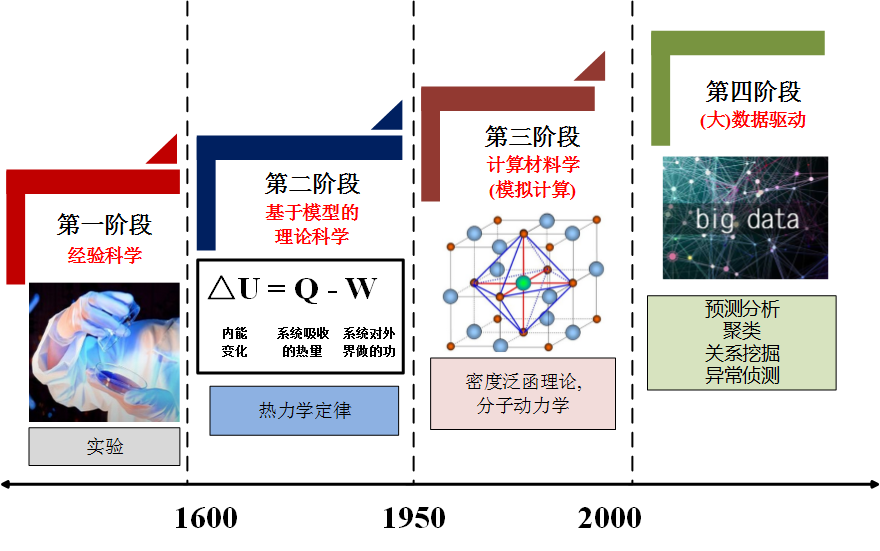 第一阶段
经验科学
实验
第二阶段
基于模型的
理论科学
△U = Q - W
内能
变化
系统吸收
的热量
系统对外
界做的功
热力学定律
第三阶段
计算材料学
(模拟计算)
密度泛函理论,
分子动力学
第四阶段
(大)数据驱动
big data
预测分析
聚类
关系挖掘
异常侦测
1600
1950
2000